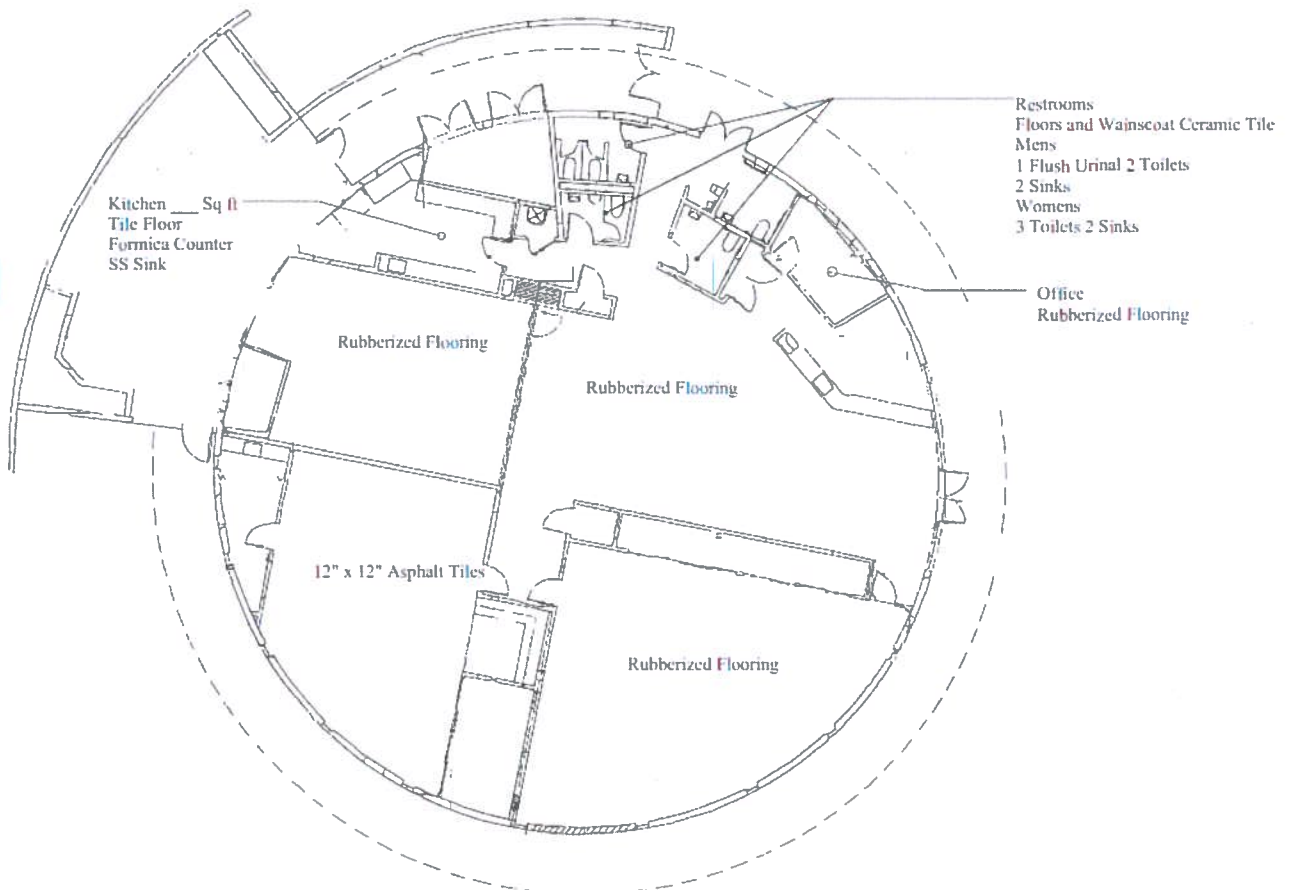 Restrooms
Floors and Wainscoat Ceramic Tile
Mens
1 Flush Urinal 2 Toilets
2 Sinks
Womens
3 Toilets 2 Sinks
Kitchen ___ Sq ft
Tile Floor
Formica Counter
SS Sink
Office
Rubberized Flooring
Rubberized Flooring
Rubberized Flooring
12" x 12" Asphalt Tiles
Rubberized Flooring